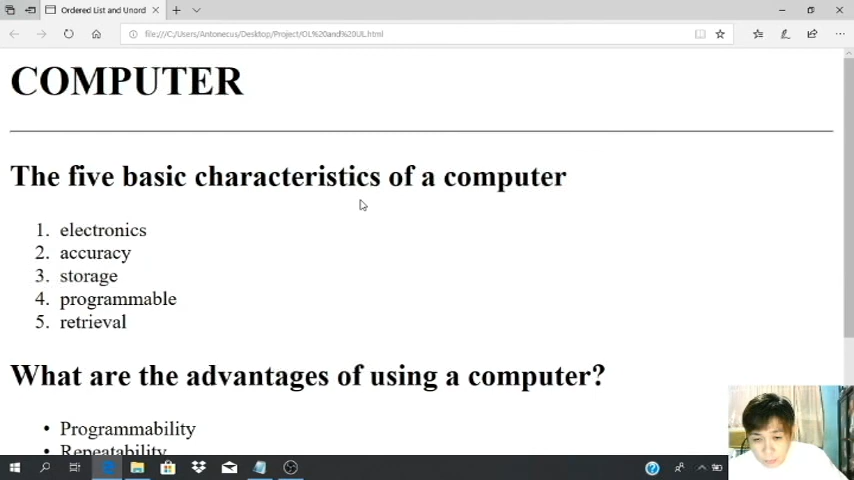 Ordered List and Unord
file:///C:/Users/Antonecus/Desktop/Project/OL%20and%20UL.html
COMPUTER
The five basic characteristics of a computer
1. electronics
2. accuracy
3. storage
4. programmable
5. retrieval
What are the advantages of using a computer?
• Programmability
• Repeatability